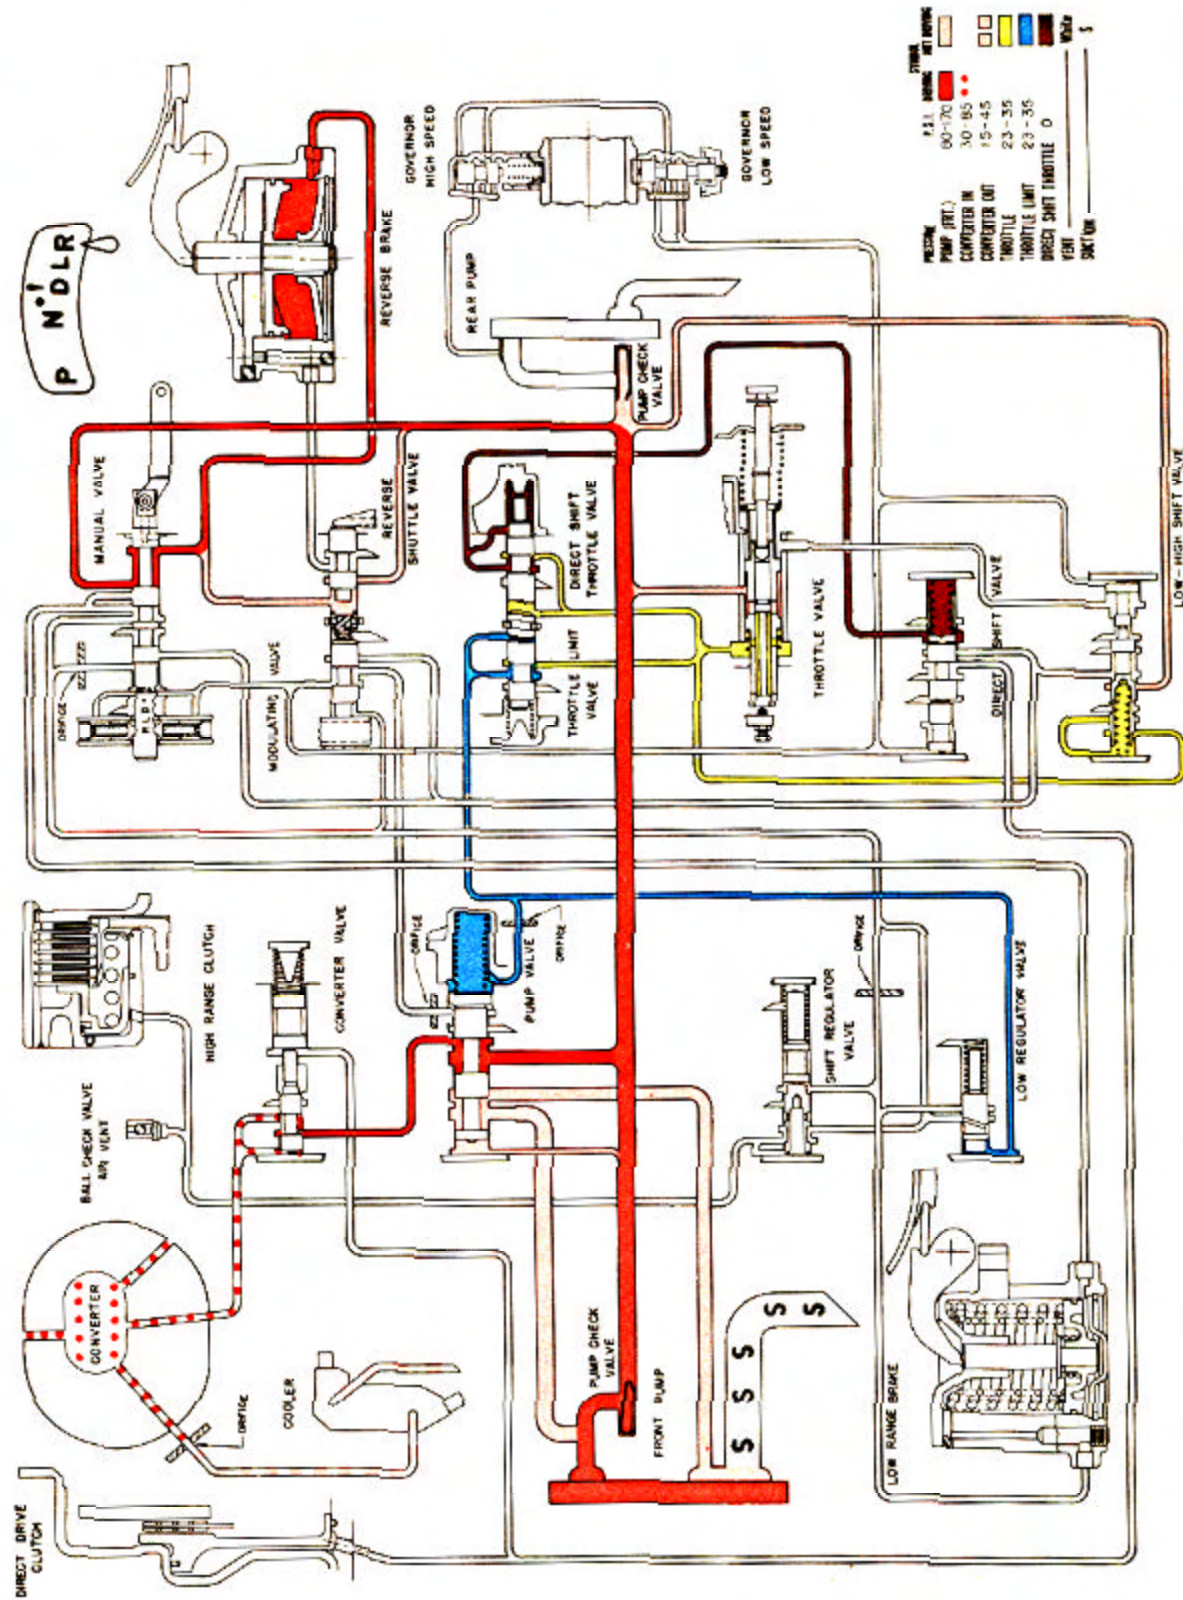 P N D L R
REVERSE BRAKE
GOVERNOR
HIGH SPEED
GOVERNOR
LOW SPEED
REAR PUMP
PUMP CHECK
VALVE
P.S.I.
DRIVING
PUMP (FRT.) 80-170
CONVERTER IN 30-85
CONVERTER OUT 15-45
THROTTLE 23-35
THROTTLE LIMIT 23-35
DIRECT SHIFT THROTTLE 0
VENT
SUCTION S
MANUAL VALVE
REVERSE
SHUTTLE VALVE
DIRECT SHIFT
THROTTLE VALVE
THROTTLE VALVE
LOW-HIGH SHIFT VALVE
ORIFICE
MODULATING VALVE
THROTTLE LIMIT
VALVE
DIRECT SHIFT VALVE
HIGH RANGE CLUTCH
CONVERTER VALVE
ORIFICE
PUMP VALVE
ORIFICE
SHIFT REGULATOR
VALVE
ORIFICE
LOW REGULATOR VALVE
BALL CHECK VALVE
AIR VENT
CONVERTER
ORIFICE
COOLER
PUMP CHECK
VALVE
FRONT PUMP
S S S S S
LOW RANGE BRAKE
DIRECT DRIVE
CLUTCH